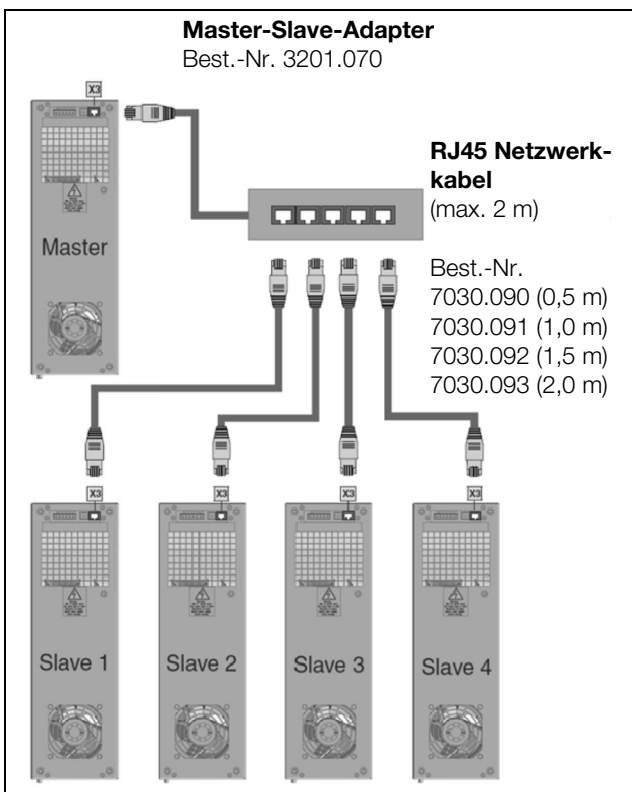 Master-Slave-Adapter
Best.-Nr. 3201.070
X3
Master
RJ45 Netzwerk-
kabel
(max. 2 m)
Best.-Nr.
7030.090 (0,5 m)
7030.091 (1,0 m)
7030.092 (1,5 m)
7030.093 (2,0 m)
X3
X3
X3
X3
Slave 1
Slave 2
Slave 3
Slave 4